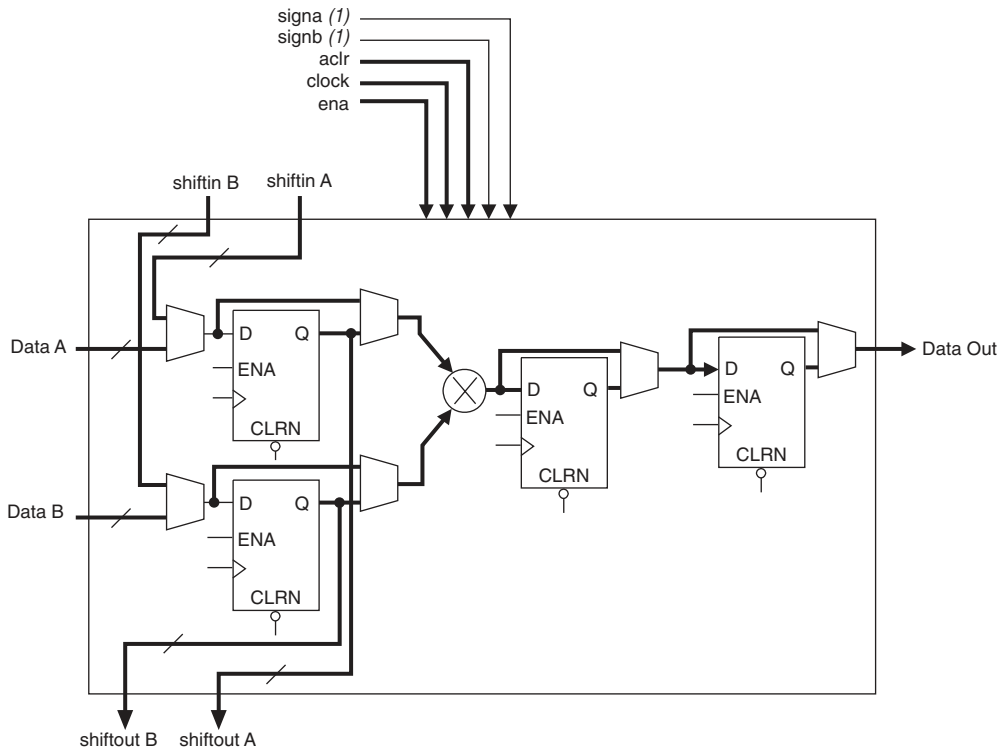 signa (1)
signb (1)
aclr
clock
ena
shiftin B
shiftin A
Data A
D Q
ENA
CLRN
Data B
D Q
ENA
CLRN
D Q
ENA
CLRN
D Q
ENA
CLRN
Data Out
shiftout B
shiftout A